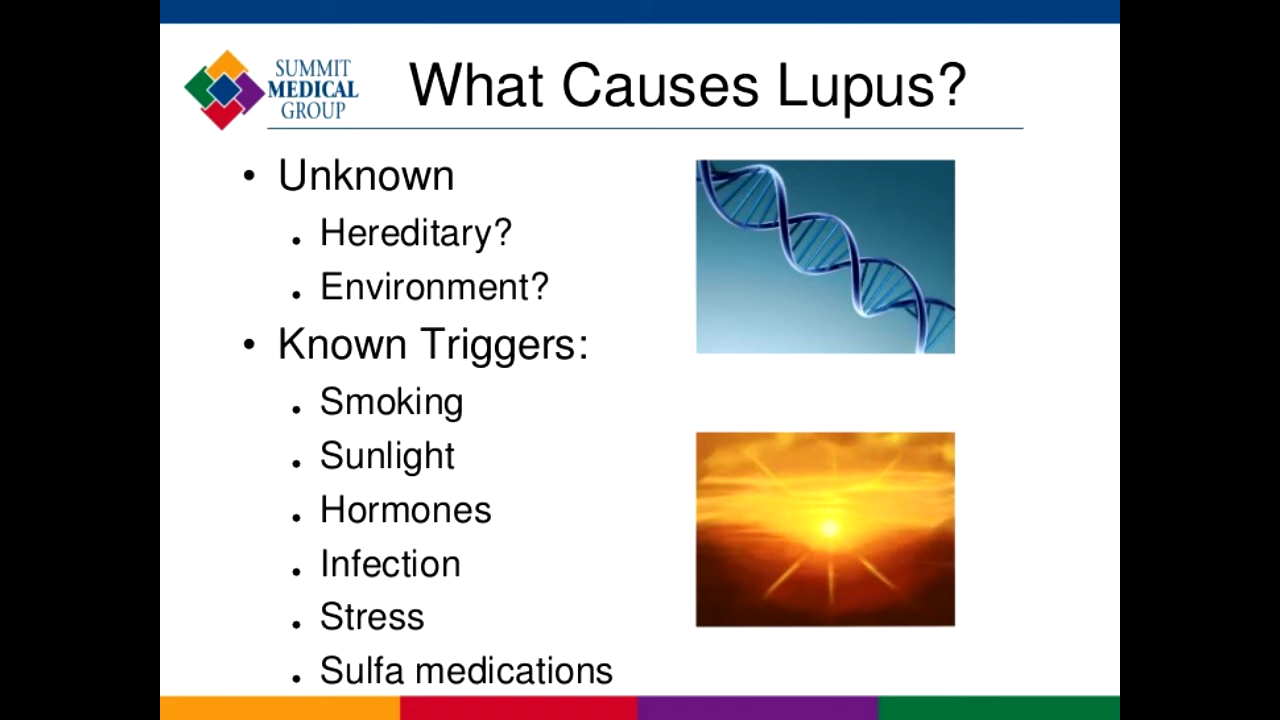 SUMMIT
MEDICAL
GROUP
What Causes Lupus?
• Unknown
• Hereditary?
• Environment?
• Known Triggers:
• Smoking
• Sunlight
• Hormones
• Infection
• Stress
• Sulfa medications